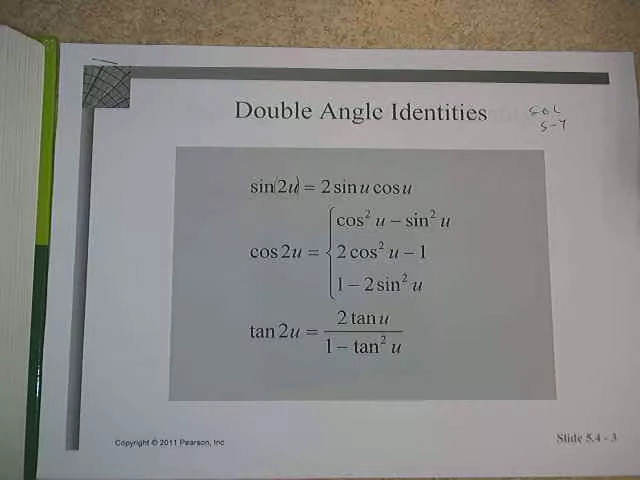 Double Angle Identities
sin(2u) = 2 sin u cos u
cos 2u = { cos² u − sin² u
2 cos² u − 1
1 − 2 sin² u
tan 2u = 2 tan u / 1 − tan² u
Copyright © 2011 Pearson, Inc
Slide 5.4 - 3